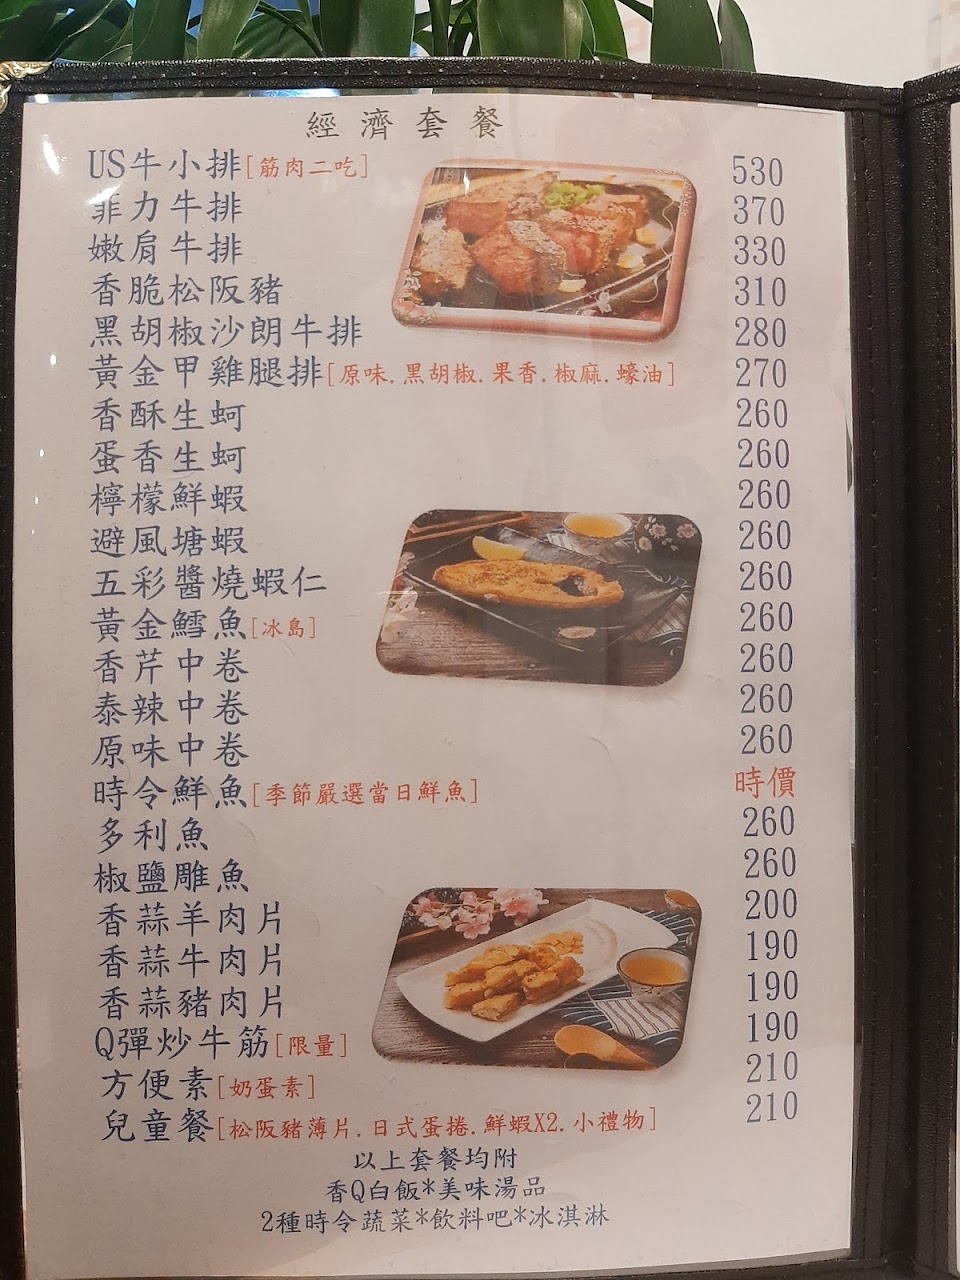 經濟套餐
US牛小排[筋肉二吃] 530
菲力牛排 370
嫩肩牛排 330
香脆松阪豬 310
黑胡椒沙朗牛排 280
黃金甲雞腿排[原味.黑胡椒.果香.椒麻.蠔油] 270
香酥生蚵 260
蛋香生蚵 260
檸檬鮮蝦 260
避風塘蝦 260
五彩醬燒蝦仁 260
黃金鱈魚[冰島] 260
香芹中卷 260
泰辣中卷 260
原味中卷 260
時令鮮魚[季節嚴選當日鮮魚] 時價
多利魚 260
椒鹽雕魚 260
香蒜羊肉片 200
香蒜牛肉片 190
香蒜豬肉片 190
Q彈炒牛筋[限量] 190
方便素[奶蛋素] 210
兒童餐[松阪豬薄片.日式蛋捲.鮮蝦X2.小禮物] 210
以上套餐均附
香Q白飯*美味湯品
2種時令蔬菜*飲料吧*冰淇淋